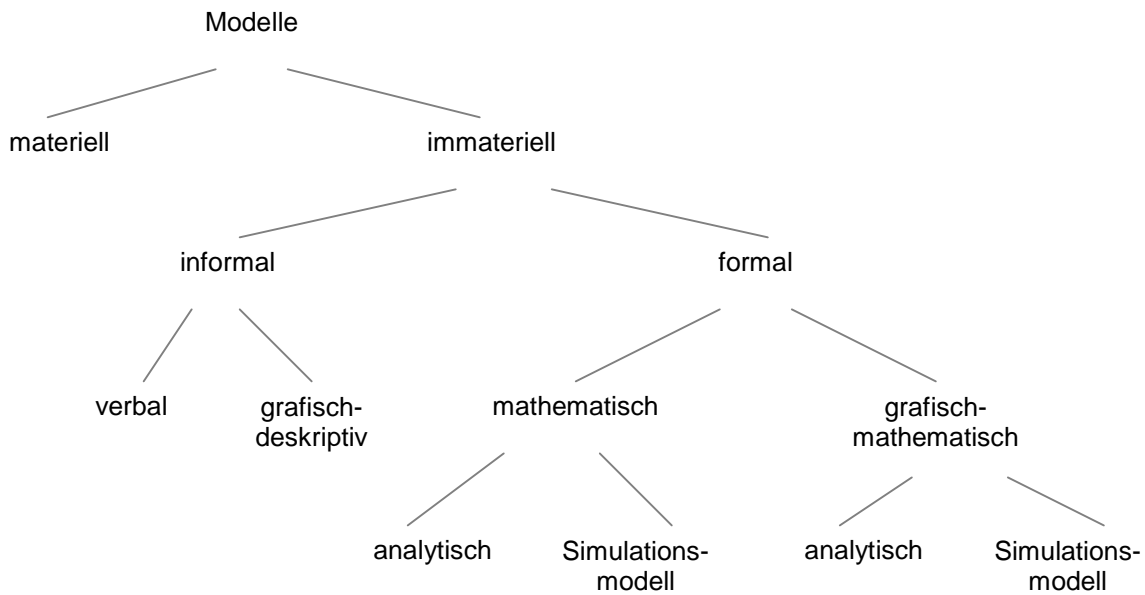 Modelle
materiell
immateriell
informal
formal
verbal
grafisch-
deskriptiv
mathematisch
grafisch-
mathematisch
analytisch
Simulations-
modell
analytisch
Simulations-
modell